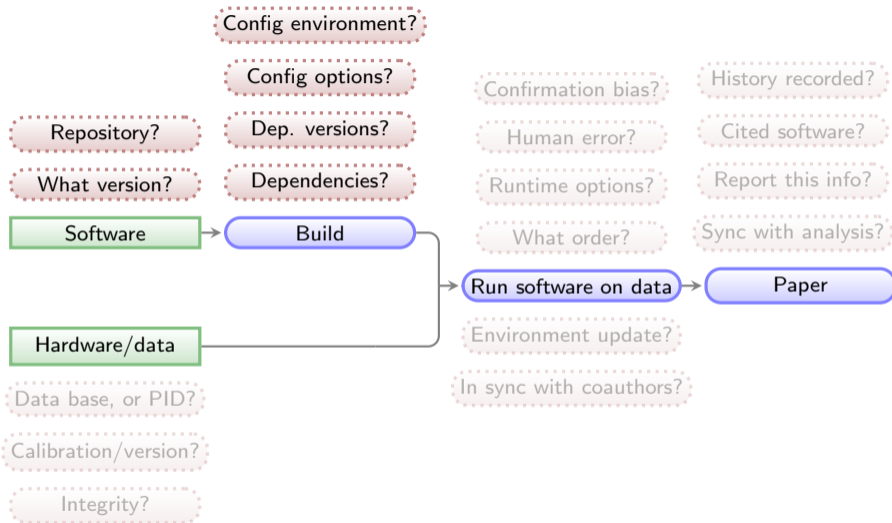 Config environment?
Config options?
Dep. versions?
Dependencies?
Repository?
What version?
Software
Build
Hardware/data
Data base, or PID?
Calibration/version?
Integrity?
Confirmation bias?
Human error?
Runtime options?
What order?
Run software on data
Environment update?
In sync with coauthors?
History recorded?
Cited software?
Report this info?
Sync with analysis?
Paper